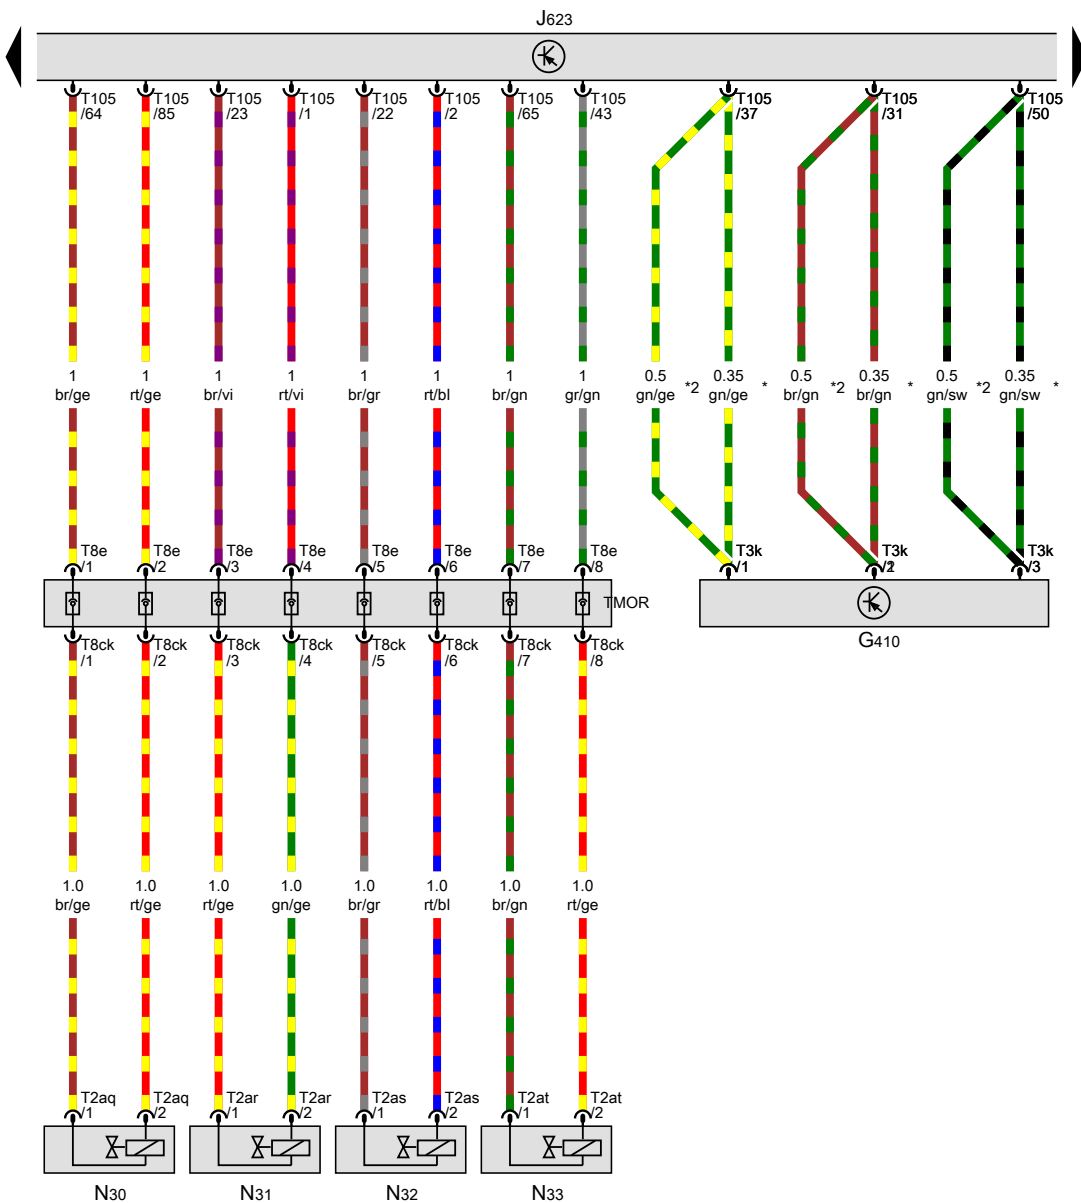 J623
T105 T105 T105 T105 T105 T105 T105 T105 T105 T105 T105
/64 /85 /23 /1 /22 /2 /65 /43 /37 /31 /50
1 1 1 1 1 1 1 1 0.5 0.35 0.5 0.35 0.5 0.35
br/ge rt/ge br/vi rt/vi br/gr rt/bl br/gn gr/gn gn/ge *2 gn/ge * br/gn *2 br/gn * gn/sw *2 gn/sw *
T8e T8e T8e T8e T8e T8e T8e T8e T3k T3k T3k
/1 /2 /3 /4 /5 /6 /7 /8 /1 /3
TMOR
G410
T8ck T8ck T8ck T8ck T8ck T8ck T8ck T8ck
/1 /2 /3 /4 /5 /6 /7 /8
1.0 1.0 1.0 1.0 1.0 1.0 1.0 1.0
br/ge rt/ge rt/ge gn/ge br/gr rt/bl br/gn rt/ge
T2aq T2aq T2ar T2ar T2as T2as T2at T2at
/1 /2 /1 /2 /1 /2 /1 /2
N30 N31 N32 N33